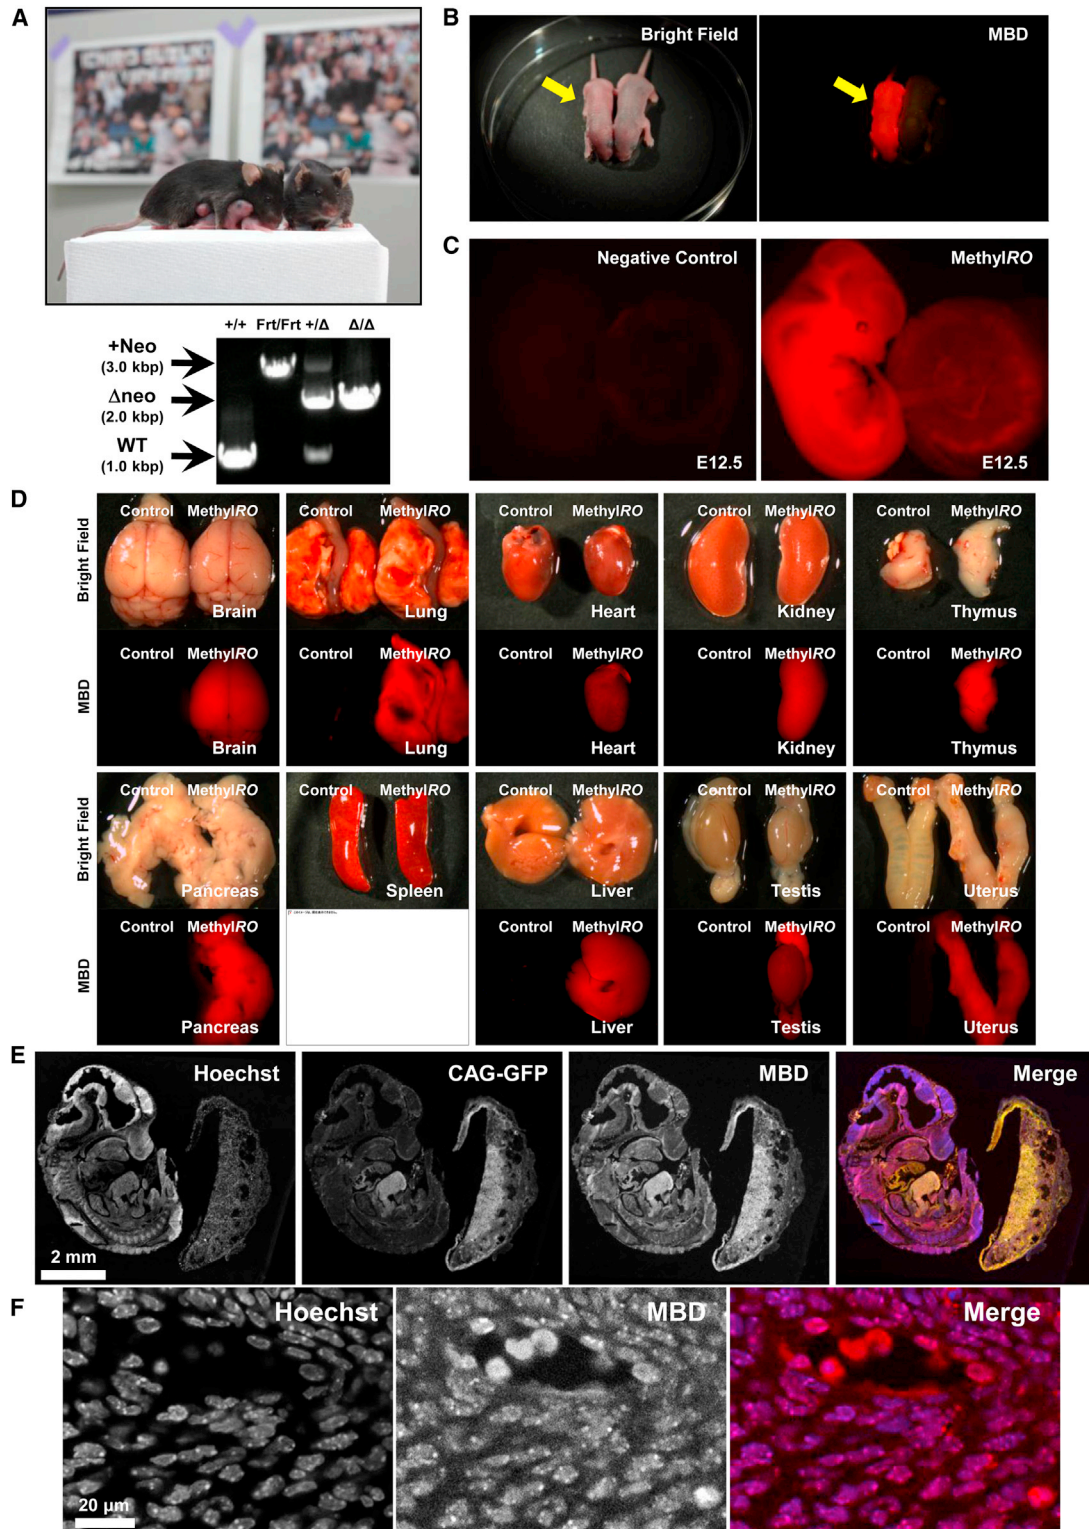 A
ICHIRO SUZUKI
B
Bright Field
MBD
C
Negative Control
MethylRO
E12.5
E12.5
+/+ Frt/Frt +/Δ Δ/Δ
+Neo
(3.0 kbp)
Δneo
(2.0 kbp)
WT
(1.0 kbp)
D
Bright Field
Control MethylRO
Brain
Control MethylRO
Lung
Control MethylRO
Heart
Control MethylRO
Kidney
Control MethylRO
Thymus
MBD
Control MethylRO
Brain
Control MethylRO
Lung
Control MethylRO
Heart
Control MethylRO
Kidney
Control MethylRO
Thymus
Bright Field
Control MethylRO
Pancreas
Control MethylRO
Spleen
Control MethylRO
Liver
Control MethylRO
Testis
Control MethylRO
Uterus
MBD
Control MethylRO
Pancreas
Control MethylRO
Liver
Control MethylRO
Testis
Control MethylRO
Uterus
E
Hoechst
CAG-GFP
MBD
Merge
2 mm
F
Hoechst
MBD
Merge
20 µm